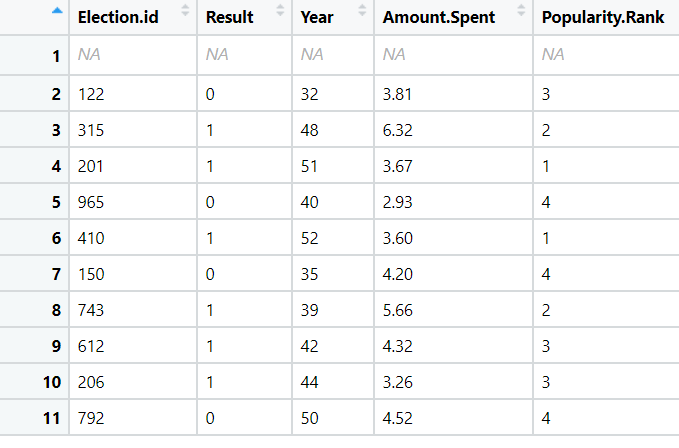 Election.id Result Year Amount.Spent Popularity.Rank
1 NA NA NA NA NA
2 122 0 32 3.81 3
3 315 1 48 6.32 2
4 201 1 51 3.67 1
5 965 0 40 2.93 4
6 410 1 52 3.60 1
7 150 0 35 4.20 4
8 743 1 39 5.66 2
9 612 1 42 4.32 3
10 206 1 44 3.26 3
11 792 0 50 4.52 4